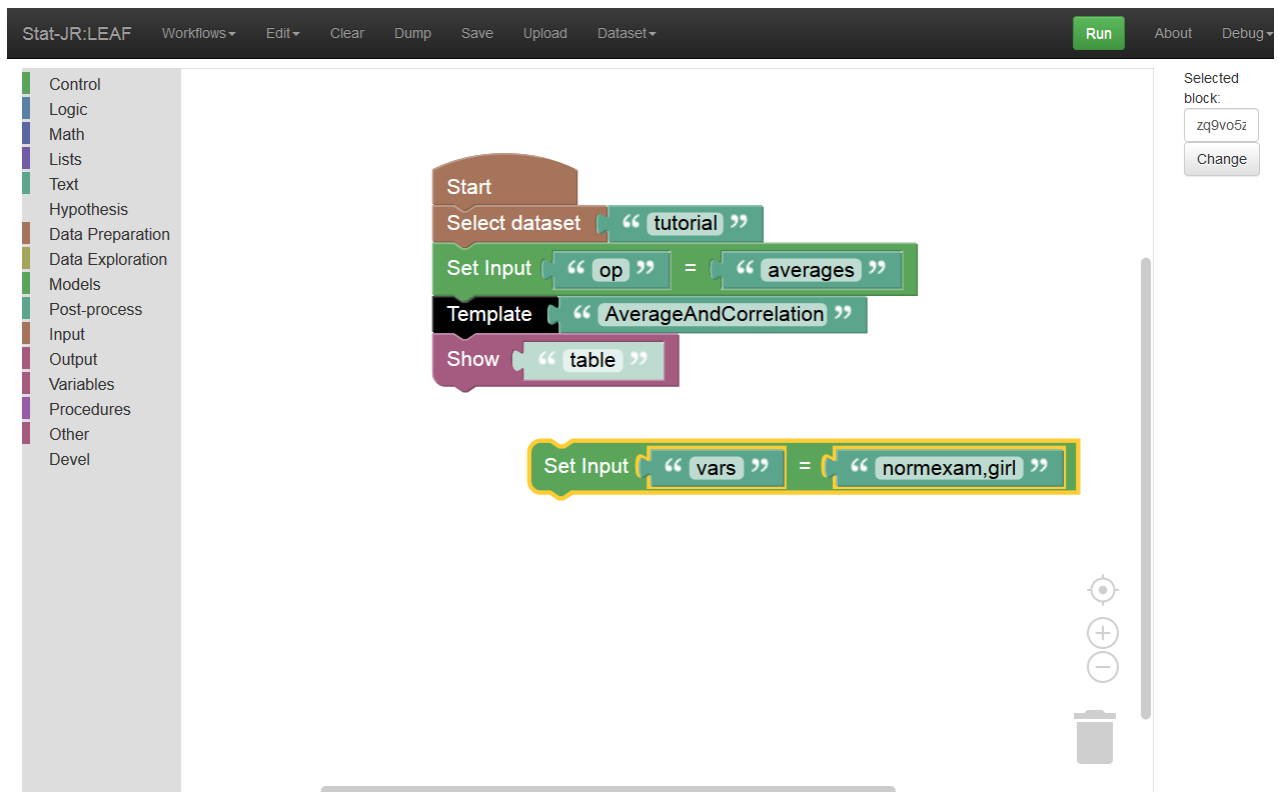 Stat-JR:LEAF Workflows Edit Clear Dump Save Upload Dataset Run About Debug
Control
Logic
Math
Lists
Text
Hypothesis
Data Preparation
Data Exploration
Models
Post-process
Input
Output
Variables
Procedures
Other
Devel
Start
Select dataset “ tutorial ”
Set Input “ op ” = “ averages ”
Template “ AverageAndCorrelation ”
Show “ table ”
Set Input “ vars ” = “ normexam,girl ”
Selected
block:
zq9vo5z
Change